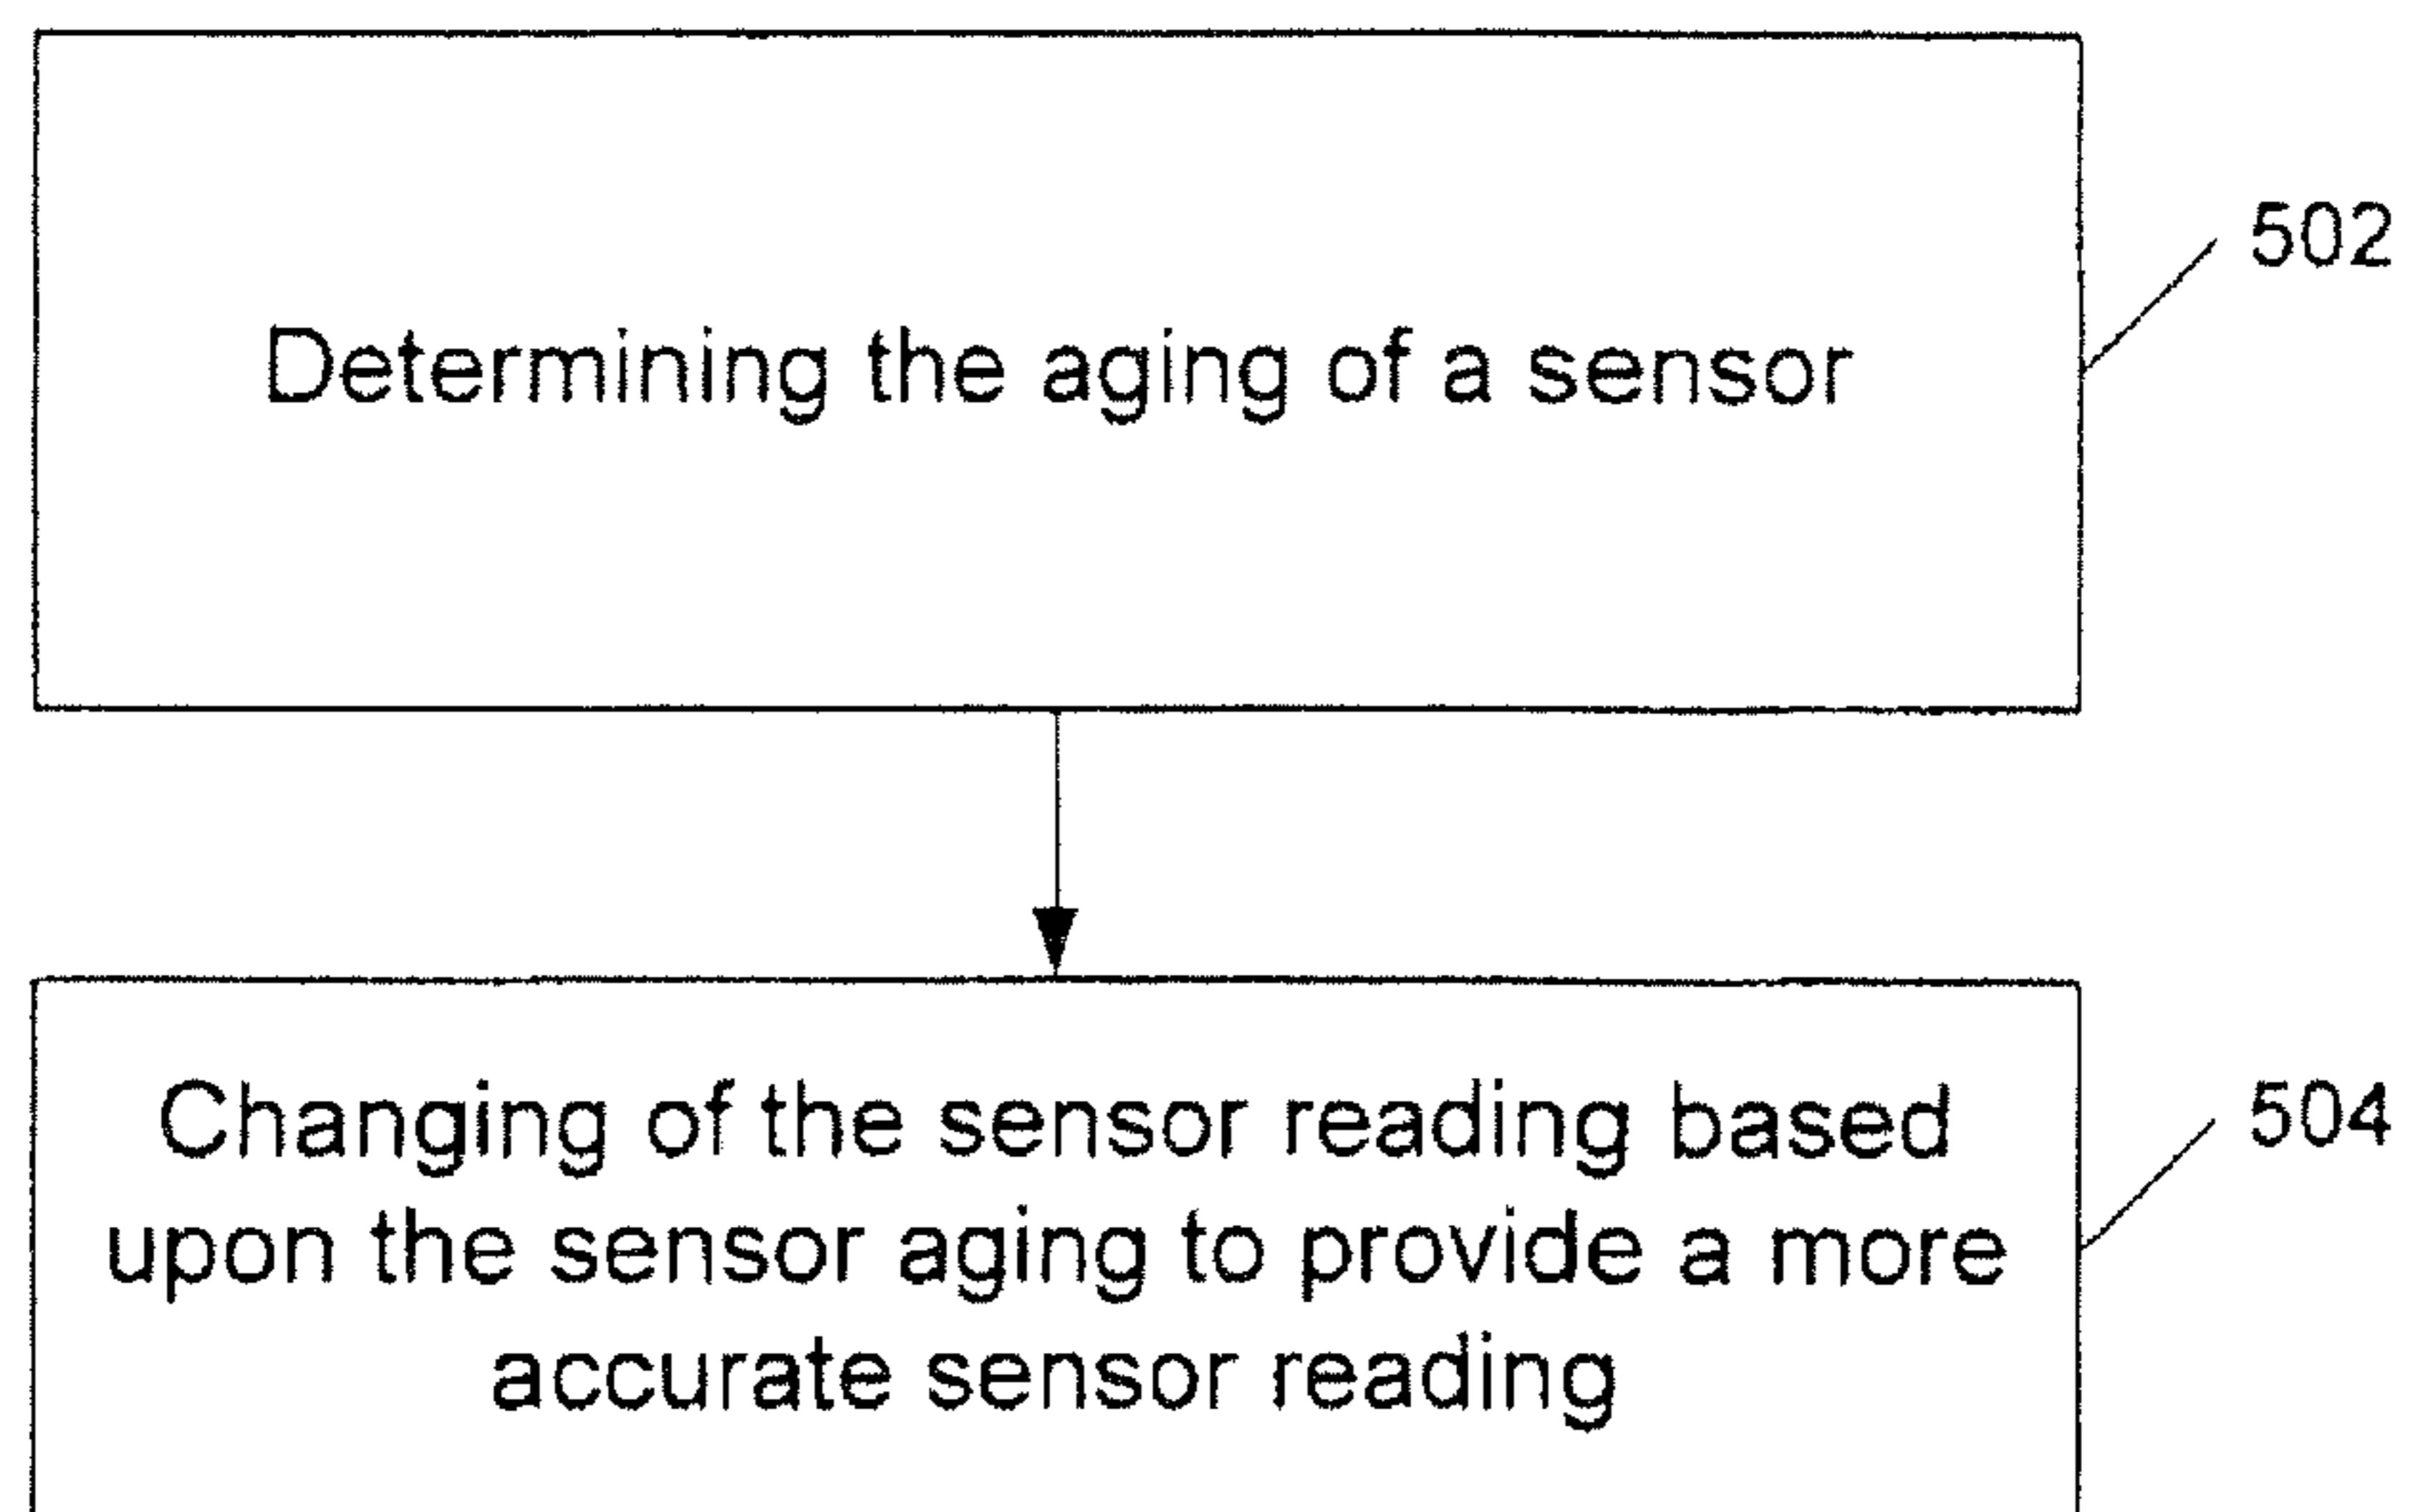 Determining the aging of a sensor
502
Changing of the sensor reading based
upon the sensor aging to provide a more
accurate sensor reading
504